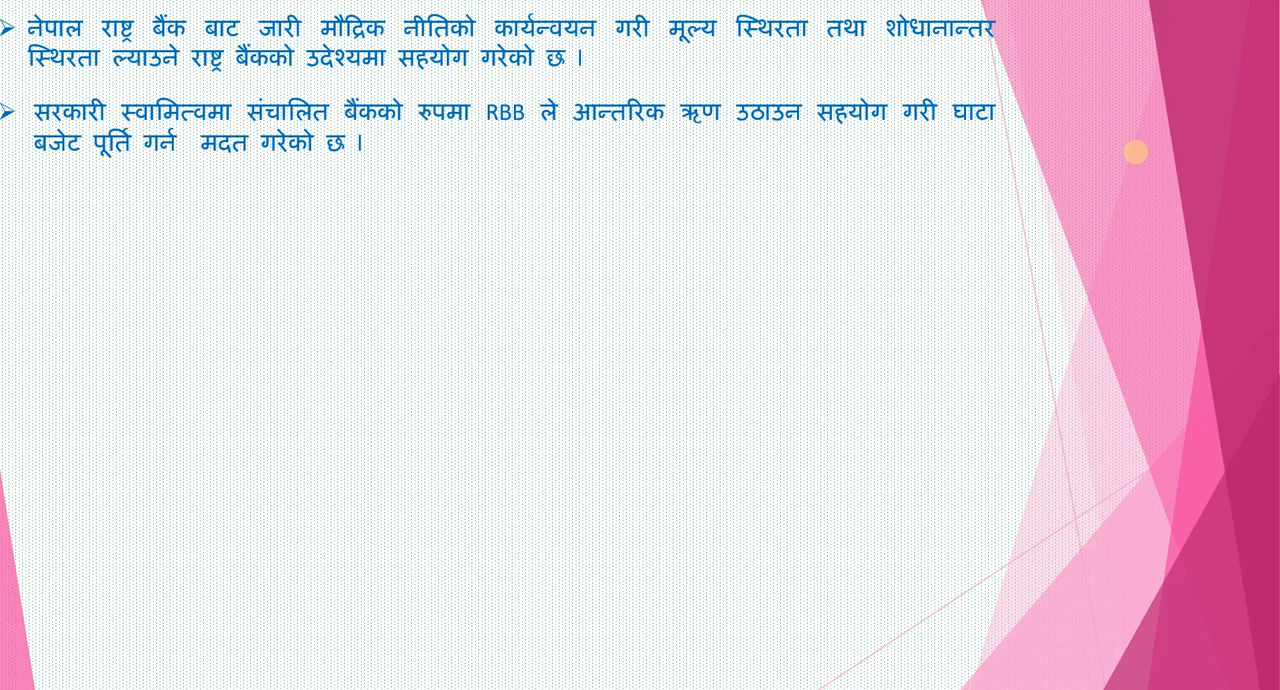 ➢ नेपाल राष्ट्र बैंक बाट जारी मौद्रिक नीतिको कार्यन्वयन गरी मूल्य स्थिरता तथा शोधानान्तर
स्थिरता ल्याउने राष्ट्र बैंकको उदेश्यमा सहयोग गरेको छ ।
➢ सरकारी स्वामित्वमा संचालित बैंकको रुपमा RBB ले आन्तरिक ऋण उठाउन सहयोग गरी घाटा
बजेट पूर्ति गर्न मदत गरेको छ ।